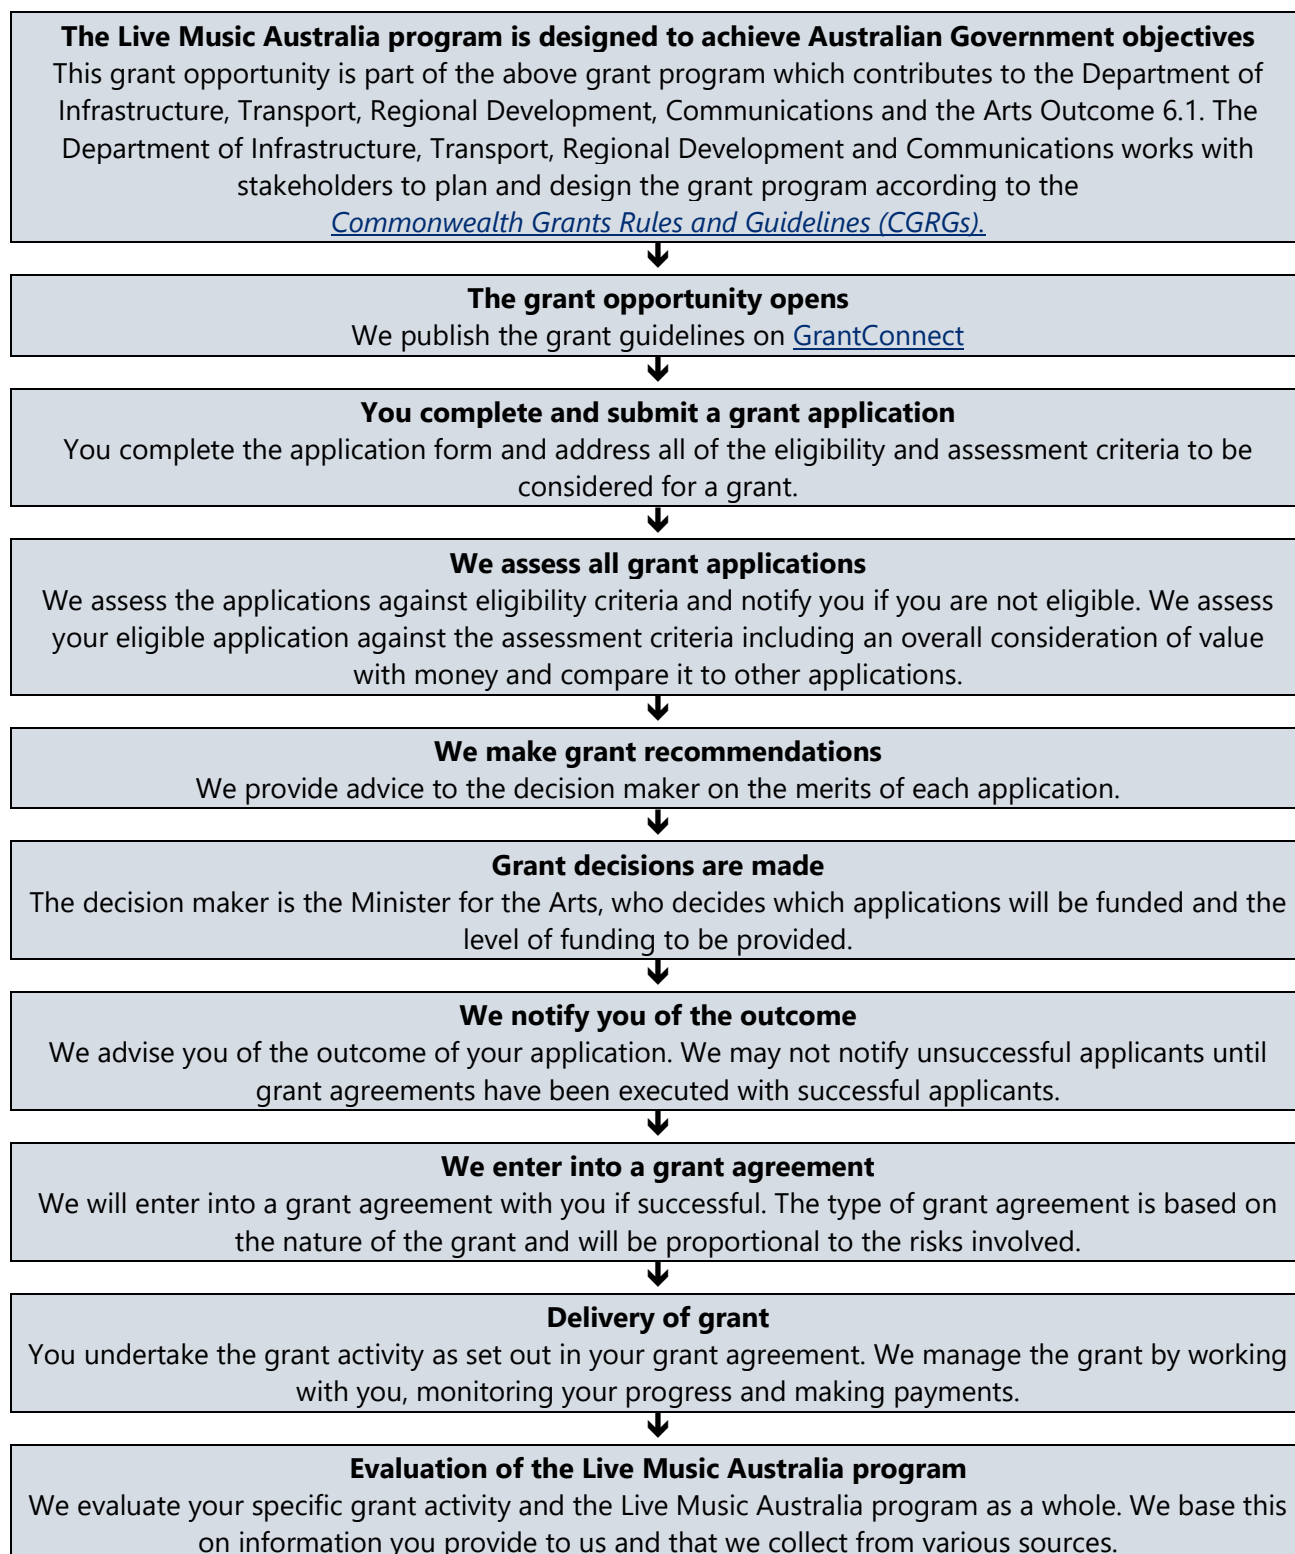 The Live Music Australia program is designed to achieve Australian Government objectives
This grant opportunity is part of the above grant program which contributes to the Department of
Infrastructure, Transport, Regional Development, Communications and the Arts Outcome 6.1. The
Department of Infrastructure, Transport, Regional Development and Communications works with
stakeholders to plan and design the grant program according to the
Commonwealth Grants Rules and Guidelines (CGRGs).
The grant opportunity opens
We publish the grant guidelines on GrantConnect
You complete and submit a grant application
You complete the application form and address all of the eligibility and assessment criteria to be
considered for a grant.
We assess all grant applications
We assess the applications against eligibility criteria and notify you if you are not eligible. We assess
your eligible application against the assessment criteria including an overall consideration of value
with money and compare it to other applications.
We make grant recommendations
We provide advice to the decision maker on the merits of each application.
Grant decisions are made
The decision maker is the Minister for the Arts, who decides which applications will be funded and the
level of funding to be provided.
We notify you of the outcome
We advise you of the outcome of your application. We may not notify unsuccessful applicants until
grant agreements have been executed with successful applicants.
We enter into a grant agreement
We will enter into a grant agreement with you if successful. The type of grant agreement is based on
the nature of the grant and will be proportional to the risks involved.
Delivery of grant
You undertake the grant activity as set out in your grant agreement. We manage the grant by working
with you, monitoring your progress and making payments.
Evaluation of the Live Music Australia program
We evaluate your specific grant activity and the Live Music Australia program as a whole. We base this
on information you provide to us and that we collect from various sources.